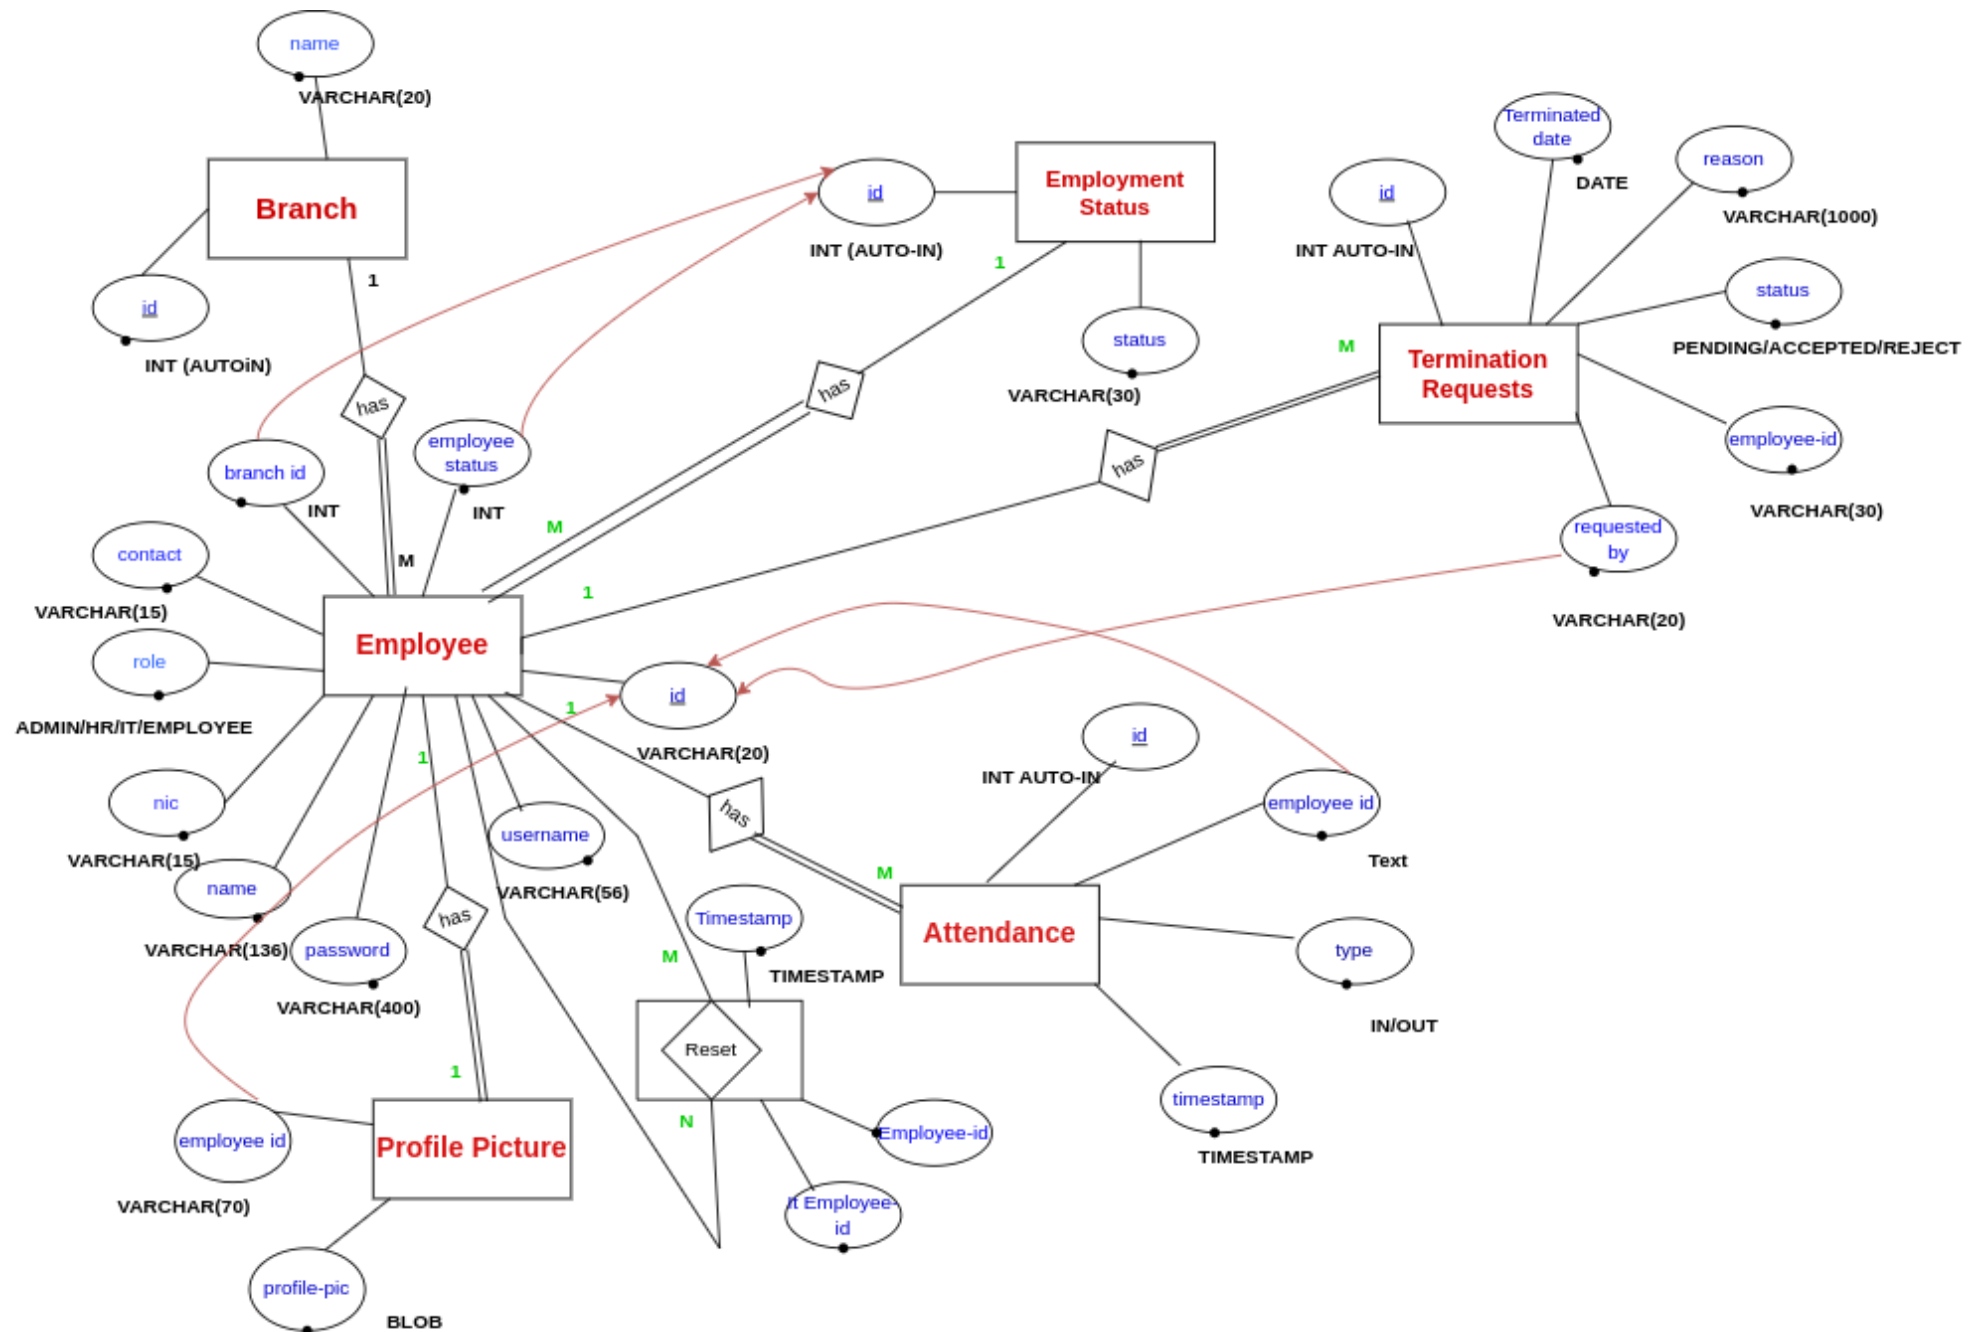 name
VARCHAR(20)
Branch
id
INT (AUTOiN)
1
has
M
id
INT (AUTO-IN)
Employment
Status
1
status
VARCHAR(30)
has
M
id
INT AUTO-IN
Terminated
date
DATE
reason
VARCHAR(1000)
status
PENDING/ACCEPTED/REJECT
Termination
Requests
M
employee-id
VARCHAR(30)
requested
by
VARCHAR(20)
has
1
branch id
INT
employee
status
INT
contact
VARCHAR(15)
role
ADMIN/HR/IT/EMPLOYEE
Employee
id
VARCHAR(20)
1
1
nic
VARCHAR(15)
name
VARCHAR(136)
password
VARCHAR(400)
username
VARCHAR(56)
has
1
has
M
id
INT AUTO-IN
employee id
Text
Attendance
type
IN/OUT
timestamp
TIMESTAMP
Timestamp
TIMESTAMP
M
Reset
N
Employee-id
It Employee-
id
employee id
VARCHAR(70)
Profile Picture
profile-pic
BLOB